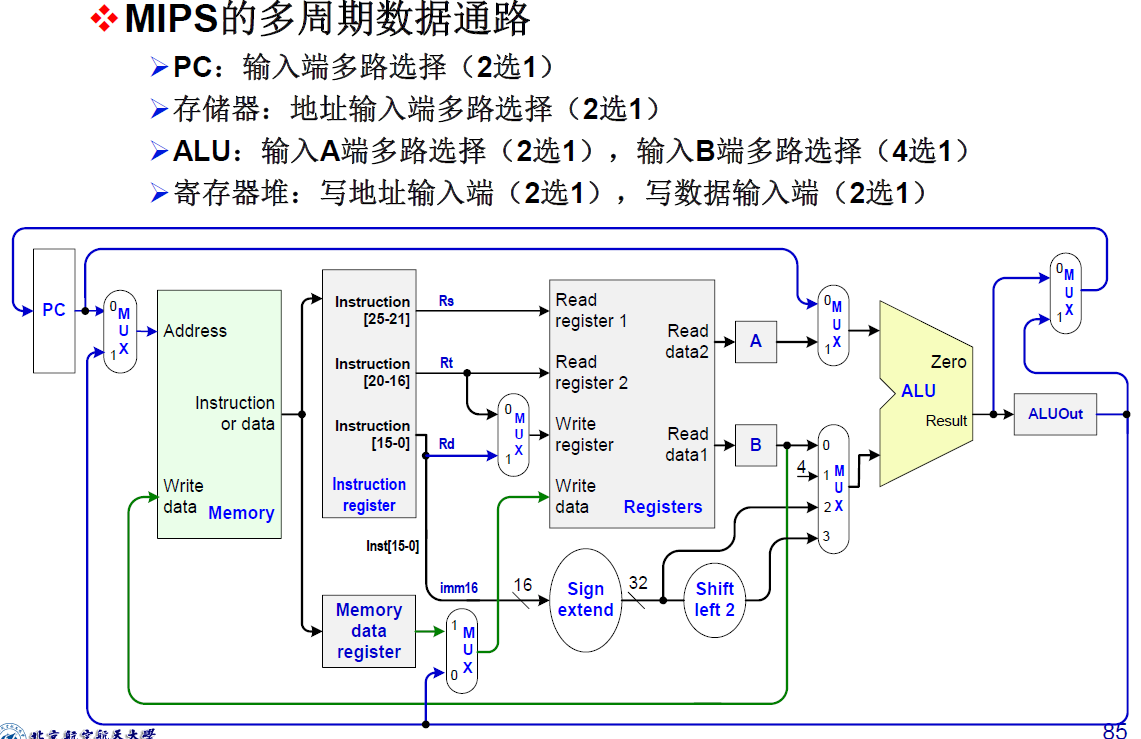 ❖MIPS的多周期数据通路
➢PC：输入端多路选择（2选1）
➢存储器：地址输入端多路选择（2选1）
➢ALU：输入A端多路选择（2选1），输入B端多路选择（4选1）
➢寄存器堆：写地址输入端（2选1），写数据输入端（2选1）
PC
0
MUX
1
Address
Instruction
or data
Write
data
Memory
Instruction
[25-21]
Instruction
[20-16]
Instruction
[15-0]
Instruction
register
Rs
Rt
Rd
0
MUX
1
Inst[15-0]
imm16
16
Memory
data
register
1
MUX
0
Read
register 1
Read
register 2
Write
register
Write
data
Read
data2
Read
data1
Registers
Sign
extend
32
Shift
left 2
A
B
0
MUX
1
4
0
1
2
3
MUX
Zero
ALU
Result
ALUOut
0
MUX
1
北京航空航天大学
85